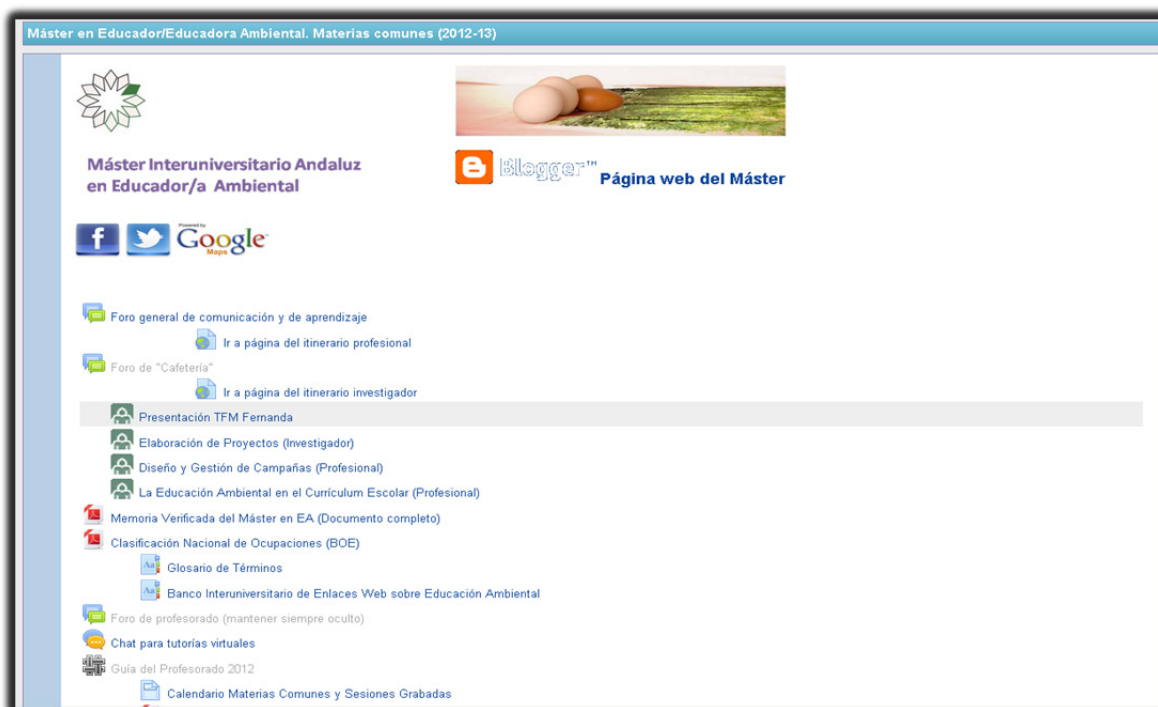 Máster en Educador/Educadora Ambiental. Materias comunes (2012-13)
Máster Interuniversitario Andaluz
en Educador/a Ambiental
Blogger™ Página web del Máster
Powered by
Google
Maps
Foro general de comunicación y de aprendizaje
Ir a página del itinerario profesional
Foro de "Cafetería"
Ir a página del itinerario investigador
Presentación TFM Fernanda
Elaboración de Proyectos (Investigador)
Diseño y Gestión de Campañas (Profesional)
La Educación Ambiental en el Currículum Escolar (Profesional)
Memoria Verificada del Máster en EA (Documento completo)
Clasificación Nacional de Ocupaciones (BOE)
Glosario de Términos
Banco Interuniversitario de Enlaces Web sobre Educación Ambiental
Foro de profesorado (mantener siempre oculto)
Chat para tutorías virtuales
Guia del Profesorado 2012
Calendario Materias Comunes y Sesiones Grabadas